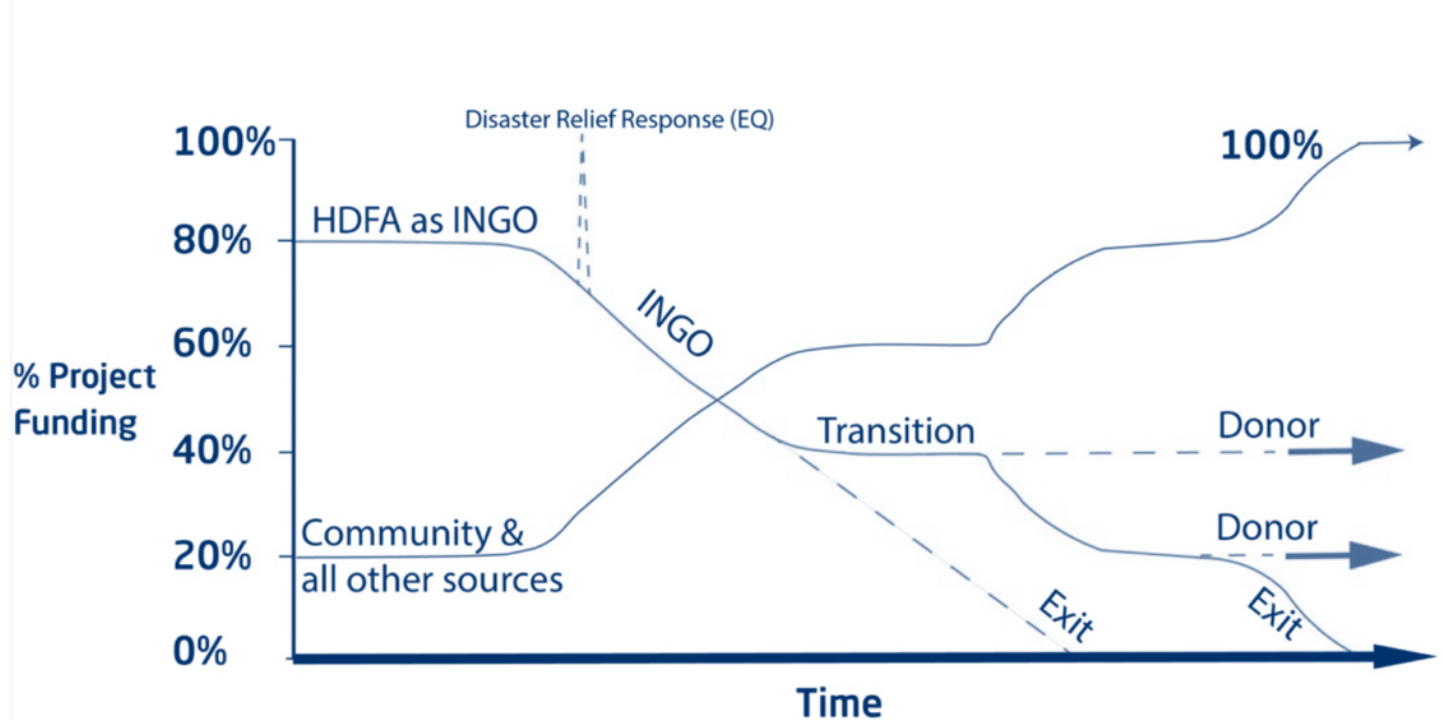 Disaster Relief Response (EQ)
100%
100%
HDFA as INGO
80%
INGO
60%
% Project
Funding
Transition
Donor
40%
Donor
Community &
20%
all other sources
Exit
Exit
0%
Time